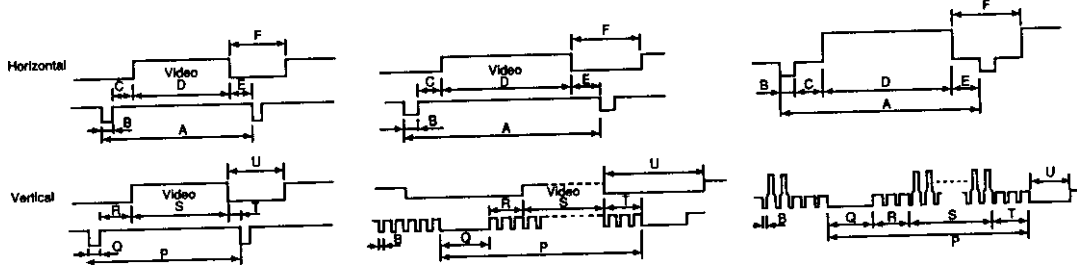 F F F
Horizontal Video Video
C D E C D E B C D E
B A B A A
U U
Vertical Video Video U
R S T R S T
Q B B Q R S T
P Q P P